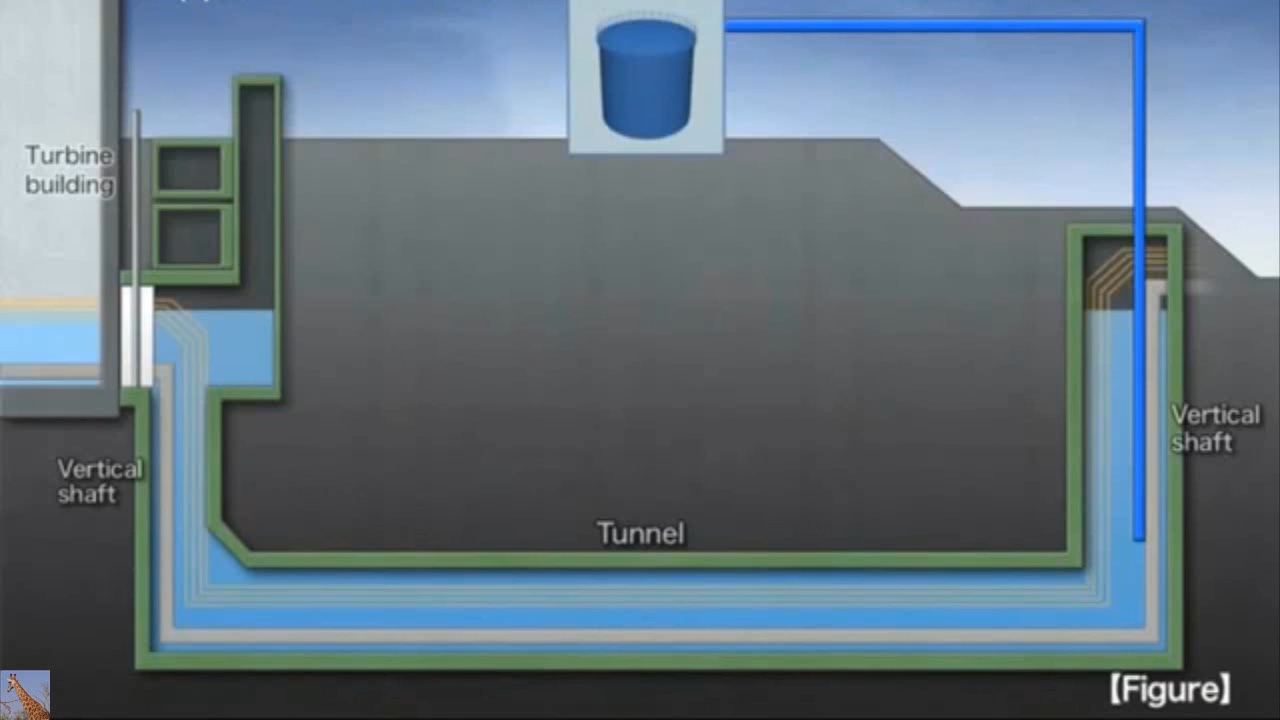 Turbine
building
Vertical
shaft
Tunnel
Vertical
shaft
【Figure】